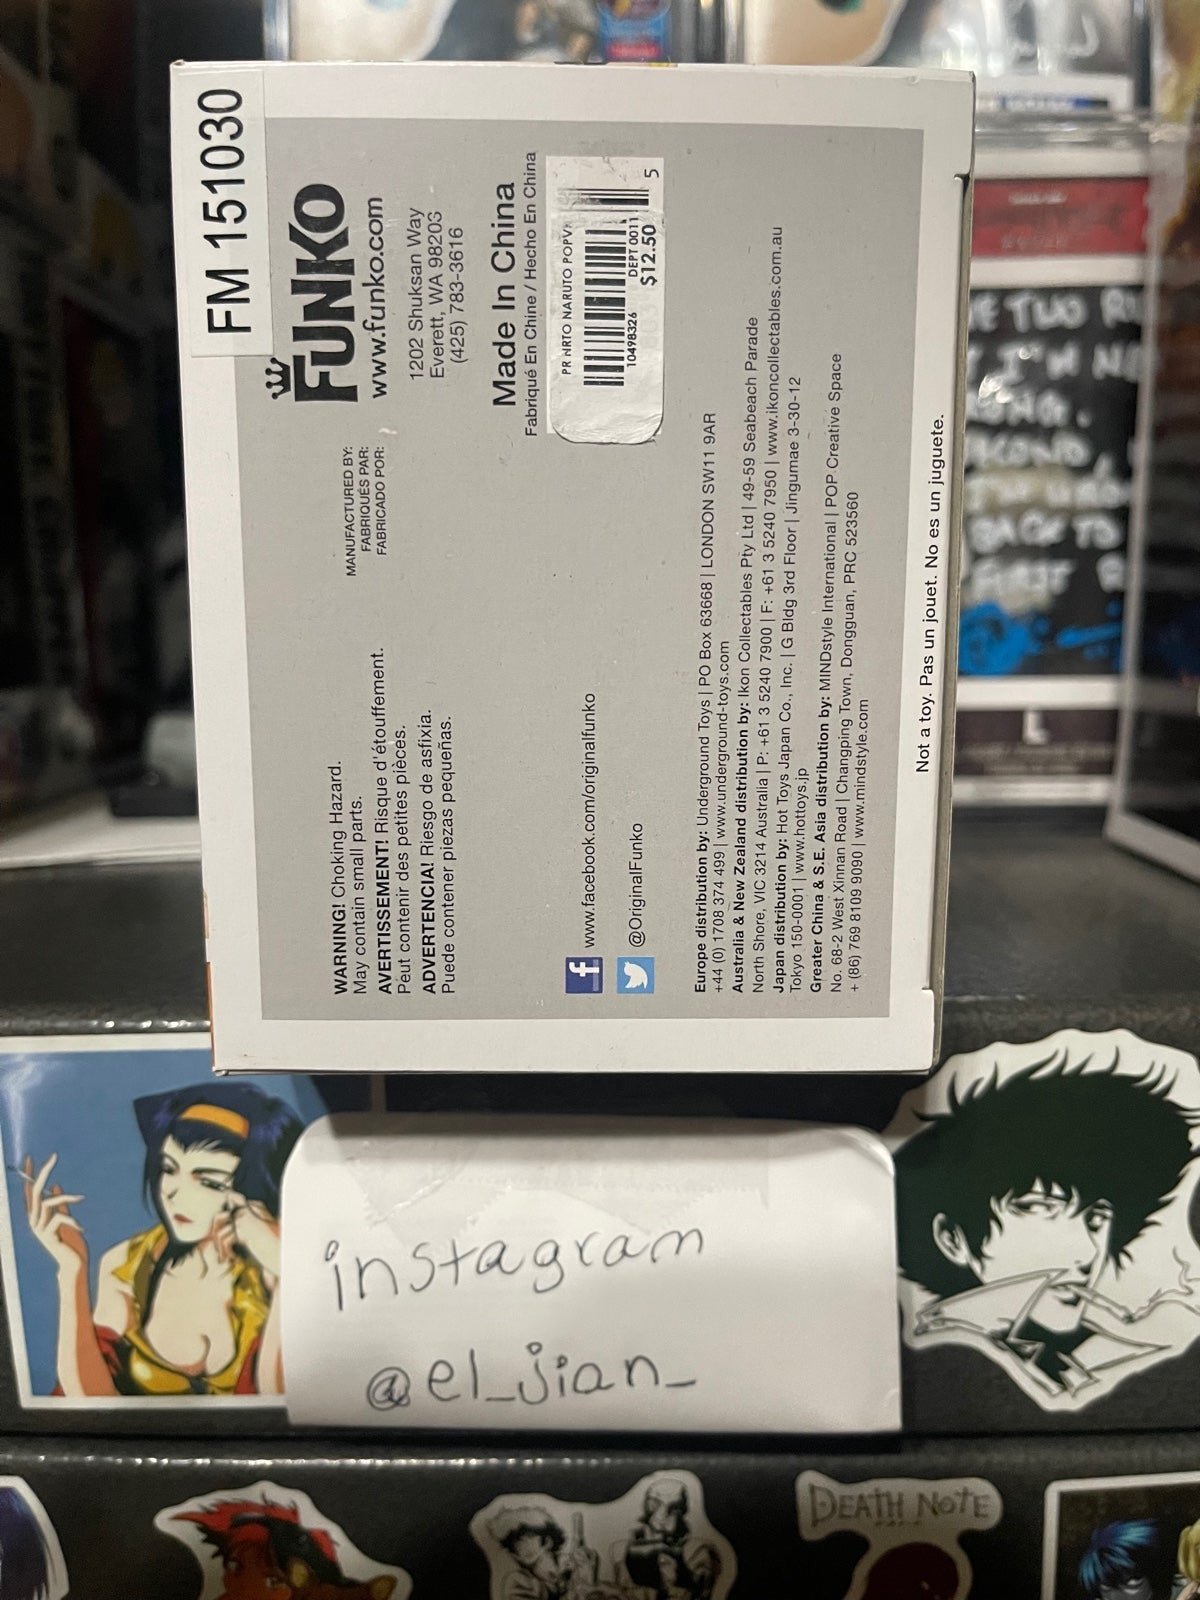 FM 151030
FUNKO
www.funko.com
1202 Shuksan Way
Everett, WA 98203
(425) 783-3616
Made In China
Fabriqué En Chine / Hecho En China
PR NRTO NARUTO POPV
10498326
DEPT 0011
$12.50
5
MANUFACTURED BY:
FABRIQUÉS PAR:
FABRICADO POR:
WARNING! Choking Hazard.
May contain small parts.
AVERTISSEMENT! Risque d'étouffement.
Peut contenir des petites pièces.
ADVERTENCIA! Riesgo de asfixia.
Puede contener piezas pequeñas.
www.facebook.com/originalfunko
@OriginalFunko
Europe distribution by: Underground Toys | PO Box 63668 | LONDON SW11 9AR
+44 (0) 1708 374 499 | www.underground-toys.com
Australia & New Zealand distribution by: Ikon Collectables Pty Ltd | 49-59 Seabeach Parade
North Shore, VIC 3214 Australia | P: +61 3 5240 7900 | F: +61 3 5240 7950 | www.ikoncollectables.com.au
Japan distribution by: Hot Toys Japan Co., Inc. | G Bldg 3rd Floor | Jingumae 3-30-12
Tokyo 150-0001 | www.hottoys.jp
Greater China & S.E. Asia distribution by: MINDstyle International | POP Creative Space
No. 68-2 West Xinnan Road | Changping Town, Dongguan, PRC 523560
+ (86) 769 8109 9090 | www.mindstyle.com
Not a toy. Pas un jouet. No es un juguete.
TWO
I'M
BACK TO
L
instagram
@el_jian_
DEATH NOTE